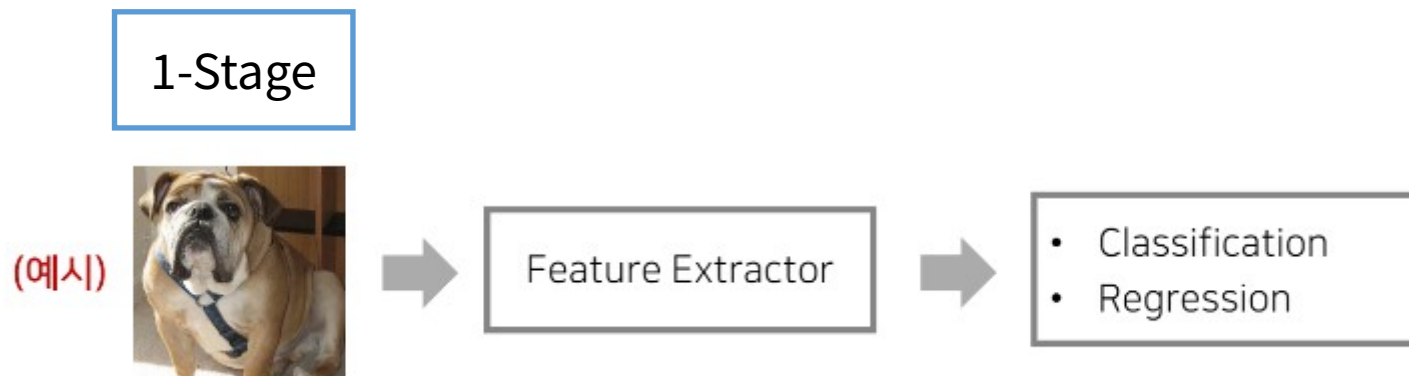 1-Stage
(예시)
Feature Extractor
• Classification
• Regression